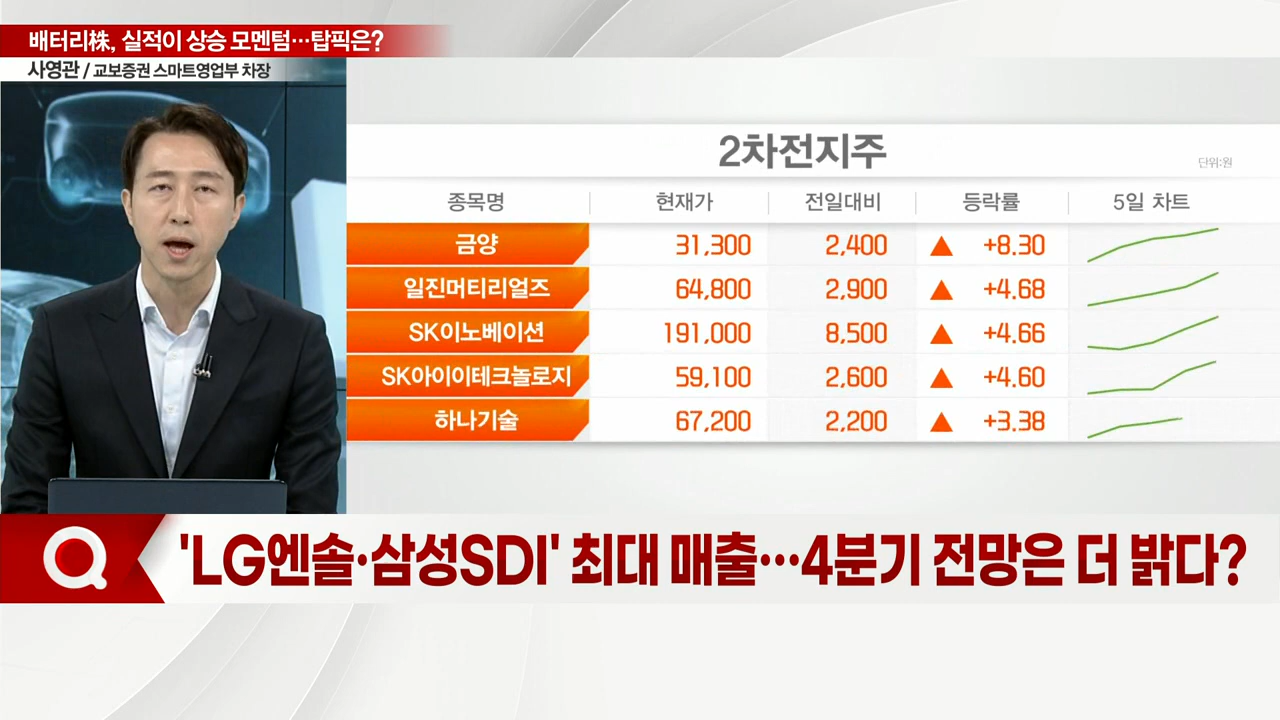 배터리株, 실적이 상승 모멘텀…탑픽은?
사영관 / 교보증권 스마트영업부 차장
2차전지주
단위:원
종목명 현재가 전일대비 등락률 5일 차트
금양 31,300 2,400 ▲ +8.30
일진머티리얼즈 64,800 2,900 ▲ +4.68
SK이노베이션 191,000 8,500 ▲ +4.66
SK아이이테크놀로지 59,100 2,600 ▲ +4.60
하나기술 67,200 2,200 ▲ +3.38
'LG엔솔·삼성SDI' 최대 매출…4분기 전망은 더 밝다?